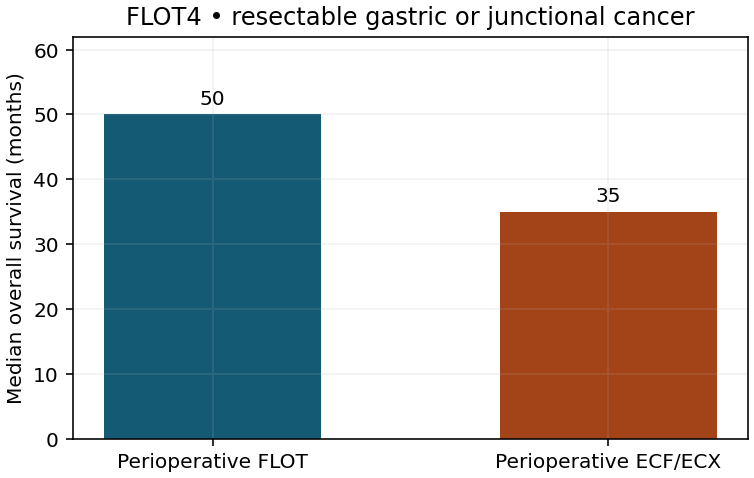 FLOT4 • resectable gastric or junctional cancer
Median overall survival (months)
60
50
40
30
20
10
0
50
35
Perioperative FLOT
Perioperative ECF/ECX